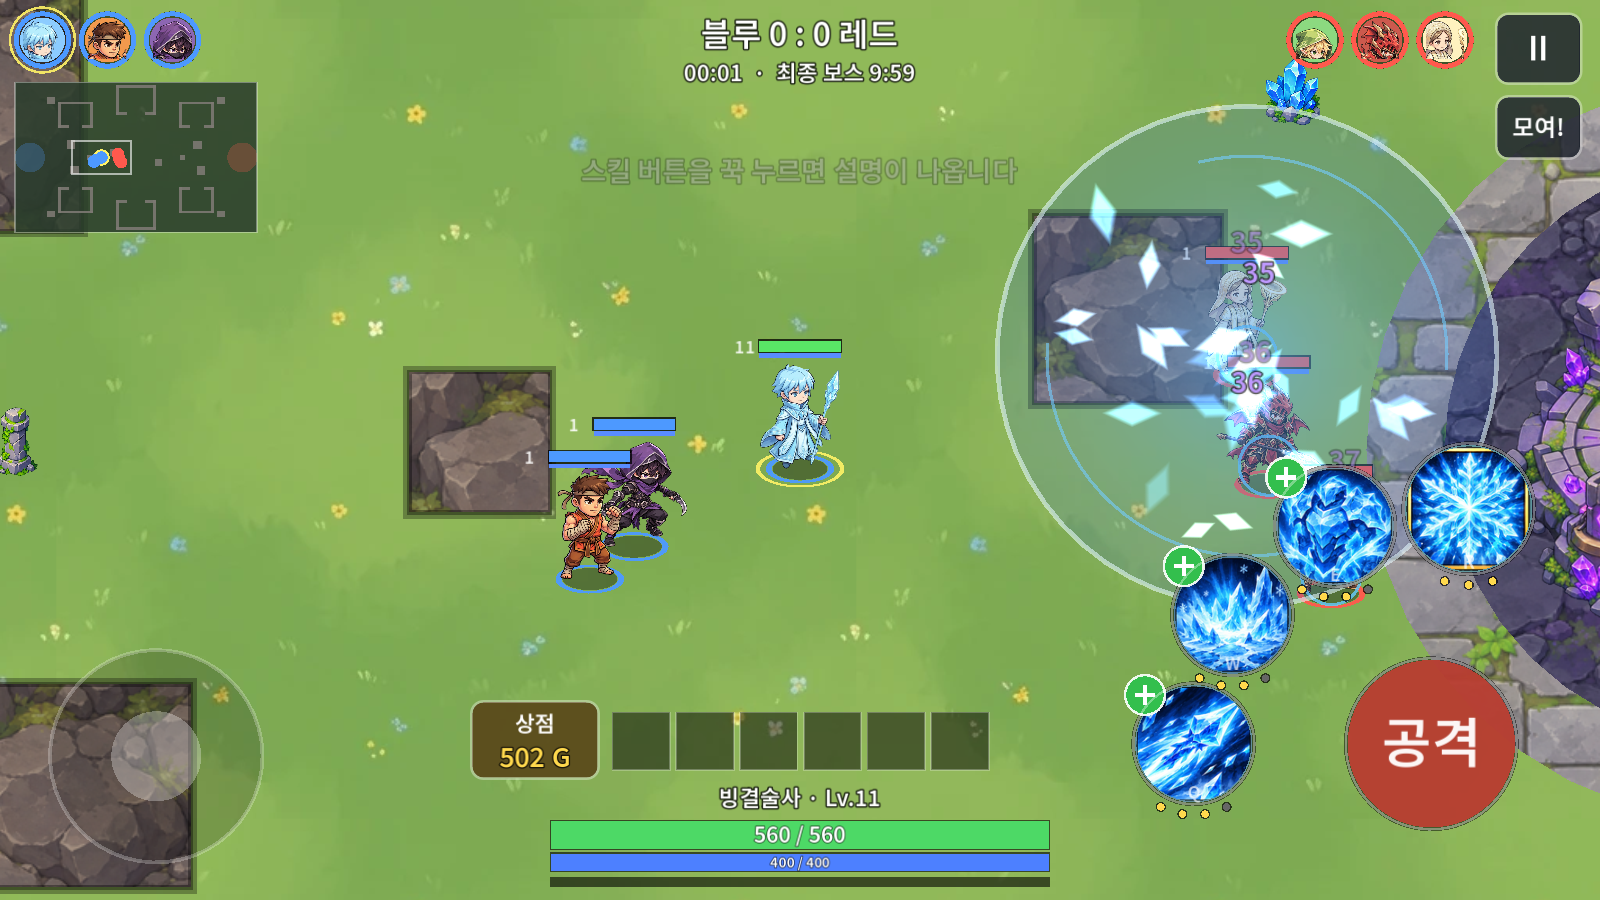 블루 0 : 0 레드
00:01 · 최종 보스 9:59
모여!
스킬 버튼을 꾹 누르면 설명이 나옵니다
35
1
35
11
36
36
1
1
37
E
R
W
Q
공격
상점
502 G
빙결술사 · Lv.11
560 / 560
400 / 400